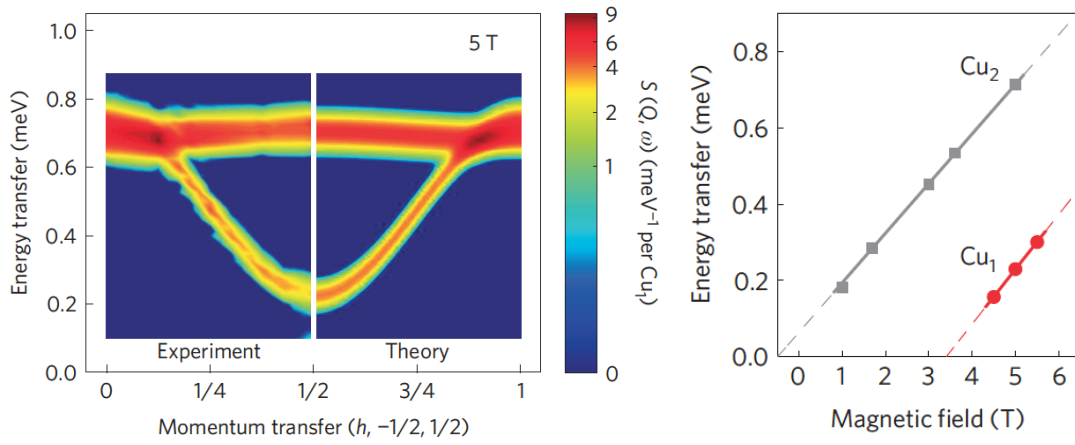 5 T
1.0
0.8
0.6
0.4
0.2
0.0
Energy transfer (meV)
Experiment
Theory
0
1/4
1/2
3/4
1
Momentum transfer (h, −1/2, 1/2)
9
6
4
2
1
0
S (Q, ω) (meV⁻¹ per Cu₁)
0.8
0.6
0.4
0.2
0.0
Energy transfer (meV)
Cu₂
Cu₁
0
1
2
3
4
5
6
Magnetic field (T)